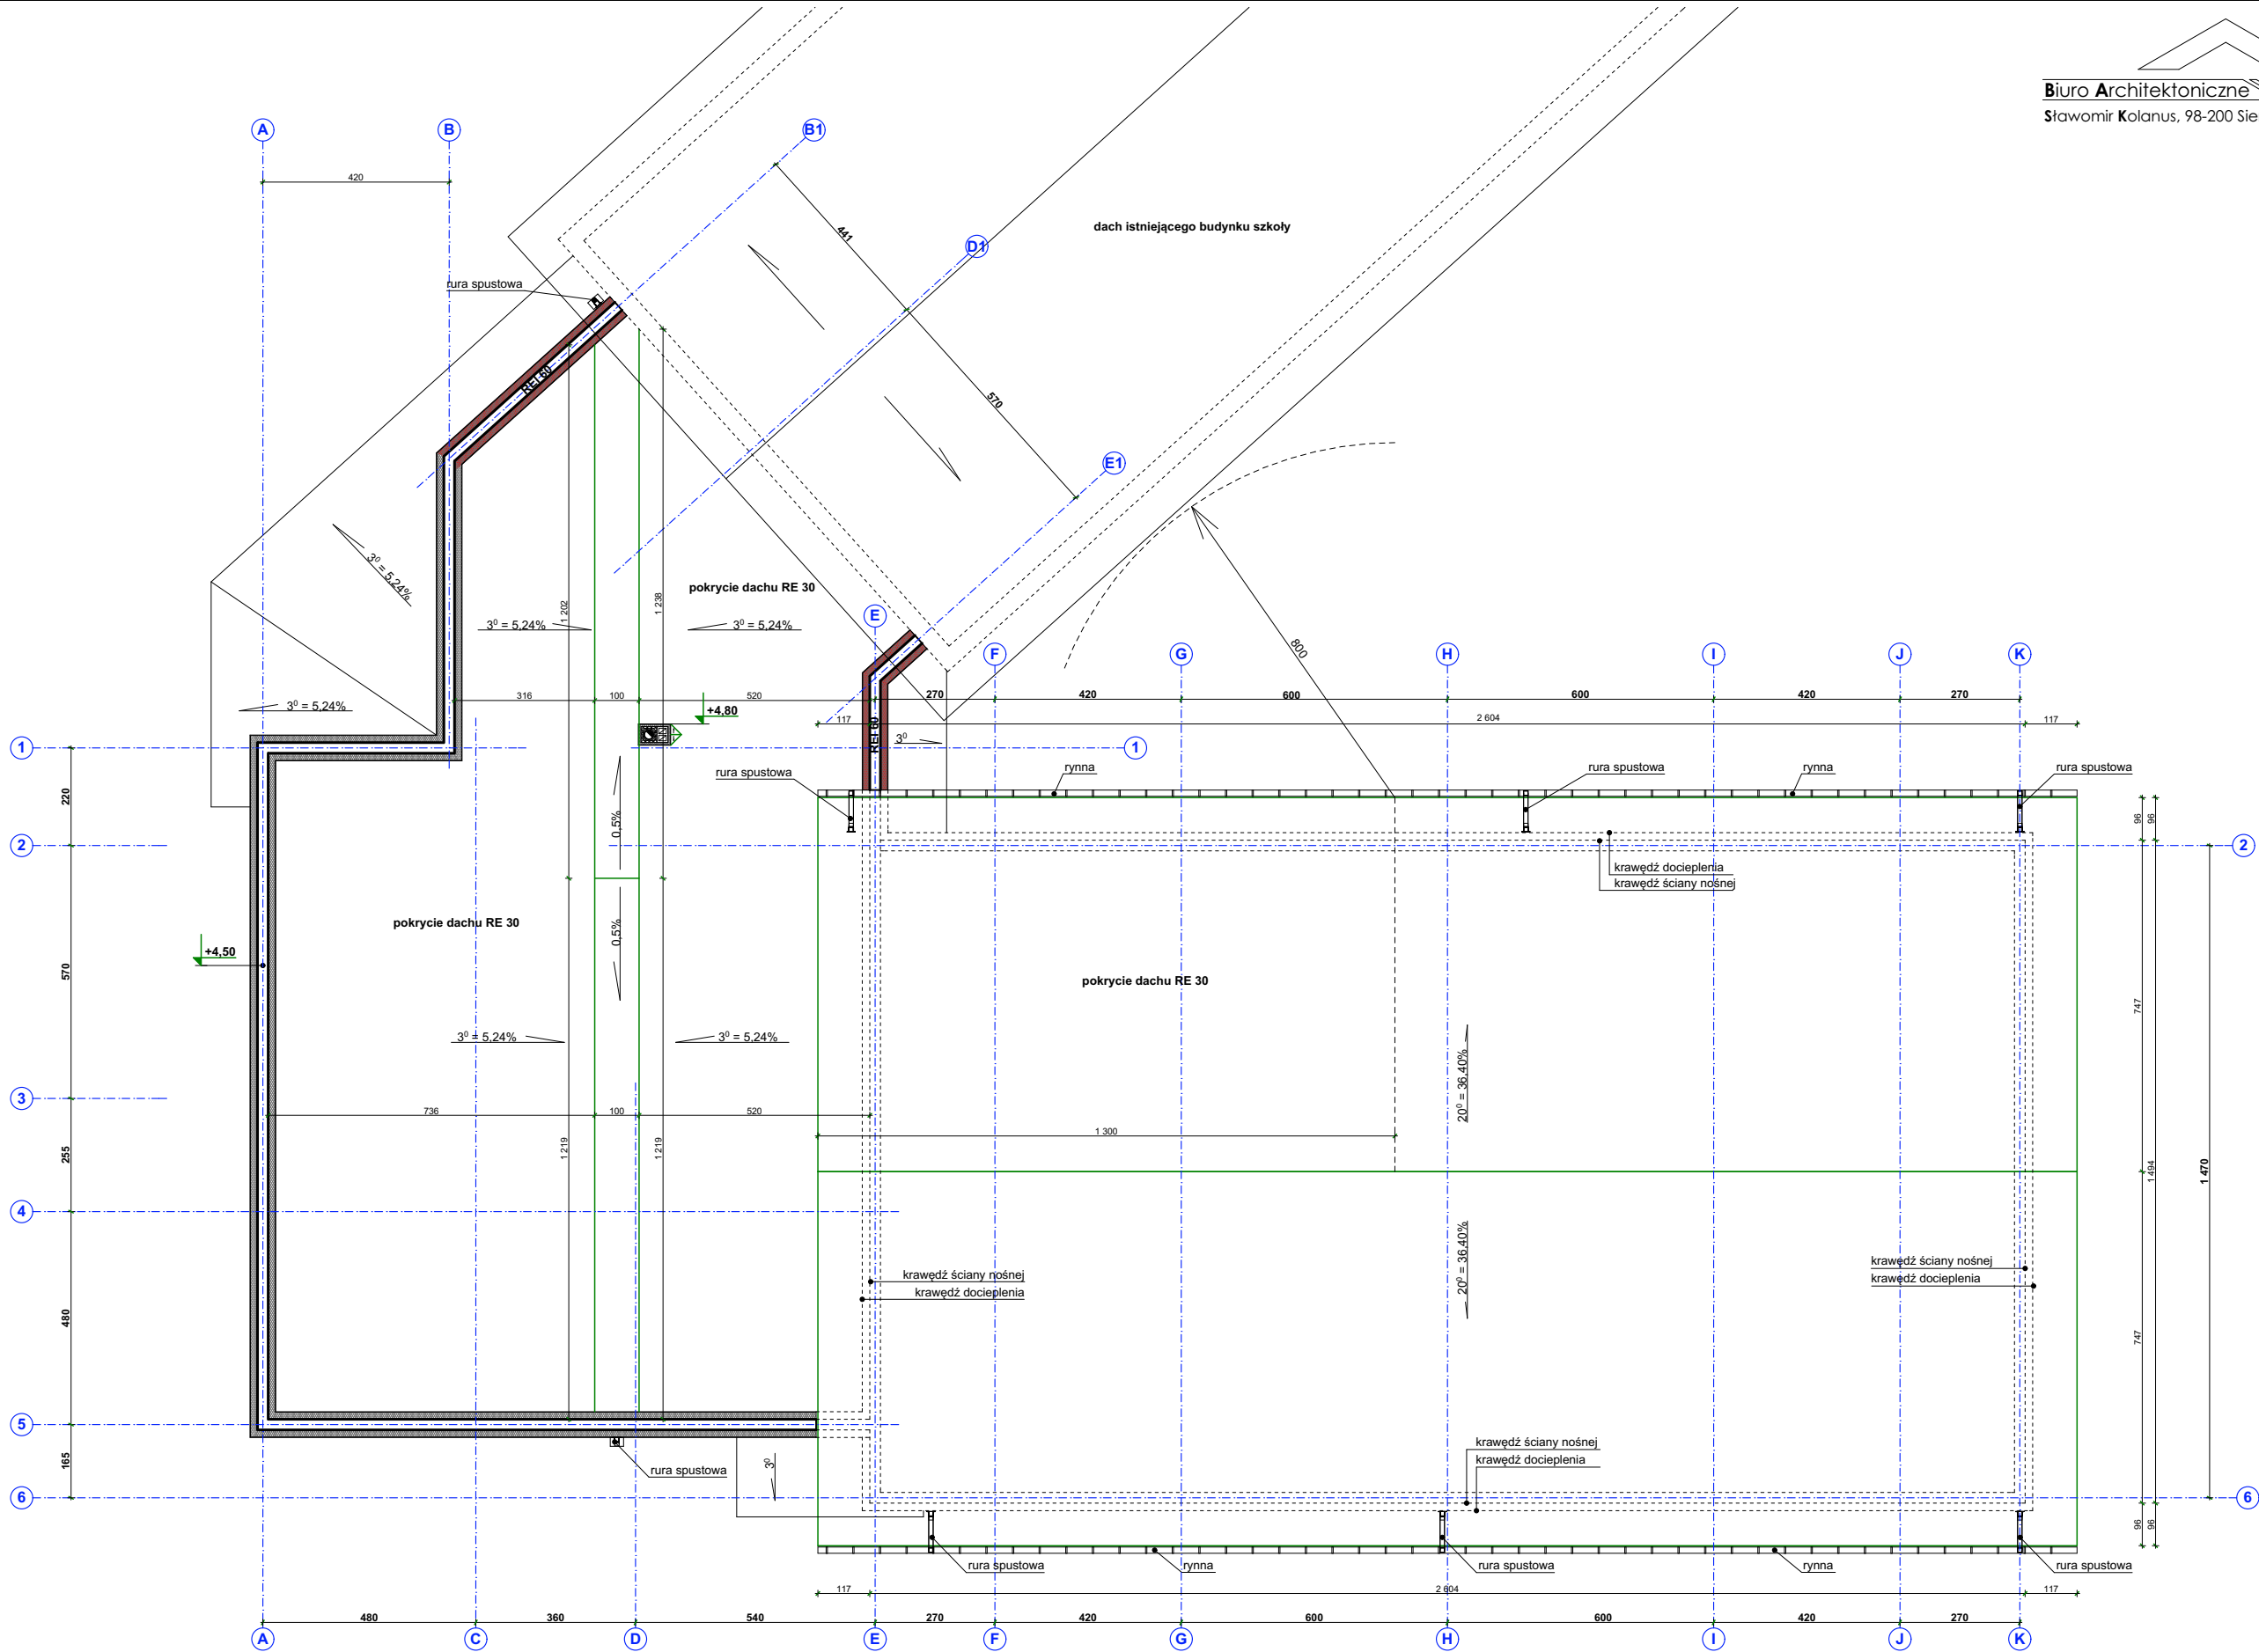 Biuro Architektoniczne
Sławomir Kolanus, 98-200 Sie
A
B
B1
420
441
D1
dach istniejącego budynku szkoły
rura spustowa
REI 60
570
E1
3⁰ = 5,24%
pokrycie dachu RE 30
1 202
1 238
3⁰ = 5,24%
3⁰ = 5,24%
E
F
G
H
I
J
K
800
3⁰ = 5,24%
316
100
520
270
420
600
600
420
270
+4,80
117
2 604
117
REI 60
3⁰
1
1
rura spustowa
rynna
rura spustowa
rynna
rura spustowa
220
0,5%
96
96
2
2
krawędź docieplenia
krawędź ściany nośnej
pokrycie dachu RE 30
0,5%
+4,50
570
pokrycie dachu RE 30
747
3⁰ = 5,24%
3⁰ = 5,24%
20⁰ = 36,40%
3
736
100
520
1 300
255
1 219
1 219
1 494
1 470
4
20⁰ = 36,40%
krawędź ściany nośnej
krawędź docieplenia
krawędź ściany nośnej
krawędź docieplenia
480
747
5
165
rura spustowa
3⁰
krawędź ściany nośnej
krawędź docieplenia
6
6
96
96
rura spustowa
rynna
rura spustowa
rynna
rura spustowa
117
2 604
117
480
360
540
270
420
600
600
420
270
A
C
D
E
F
G
H
I
J
K